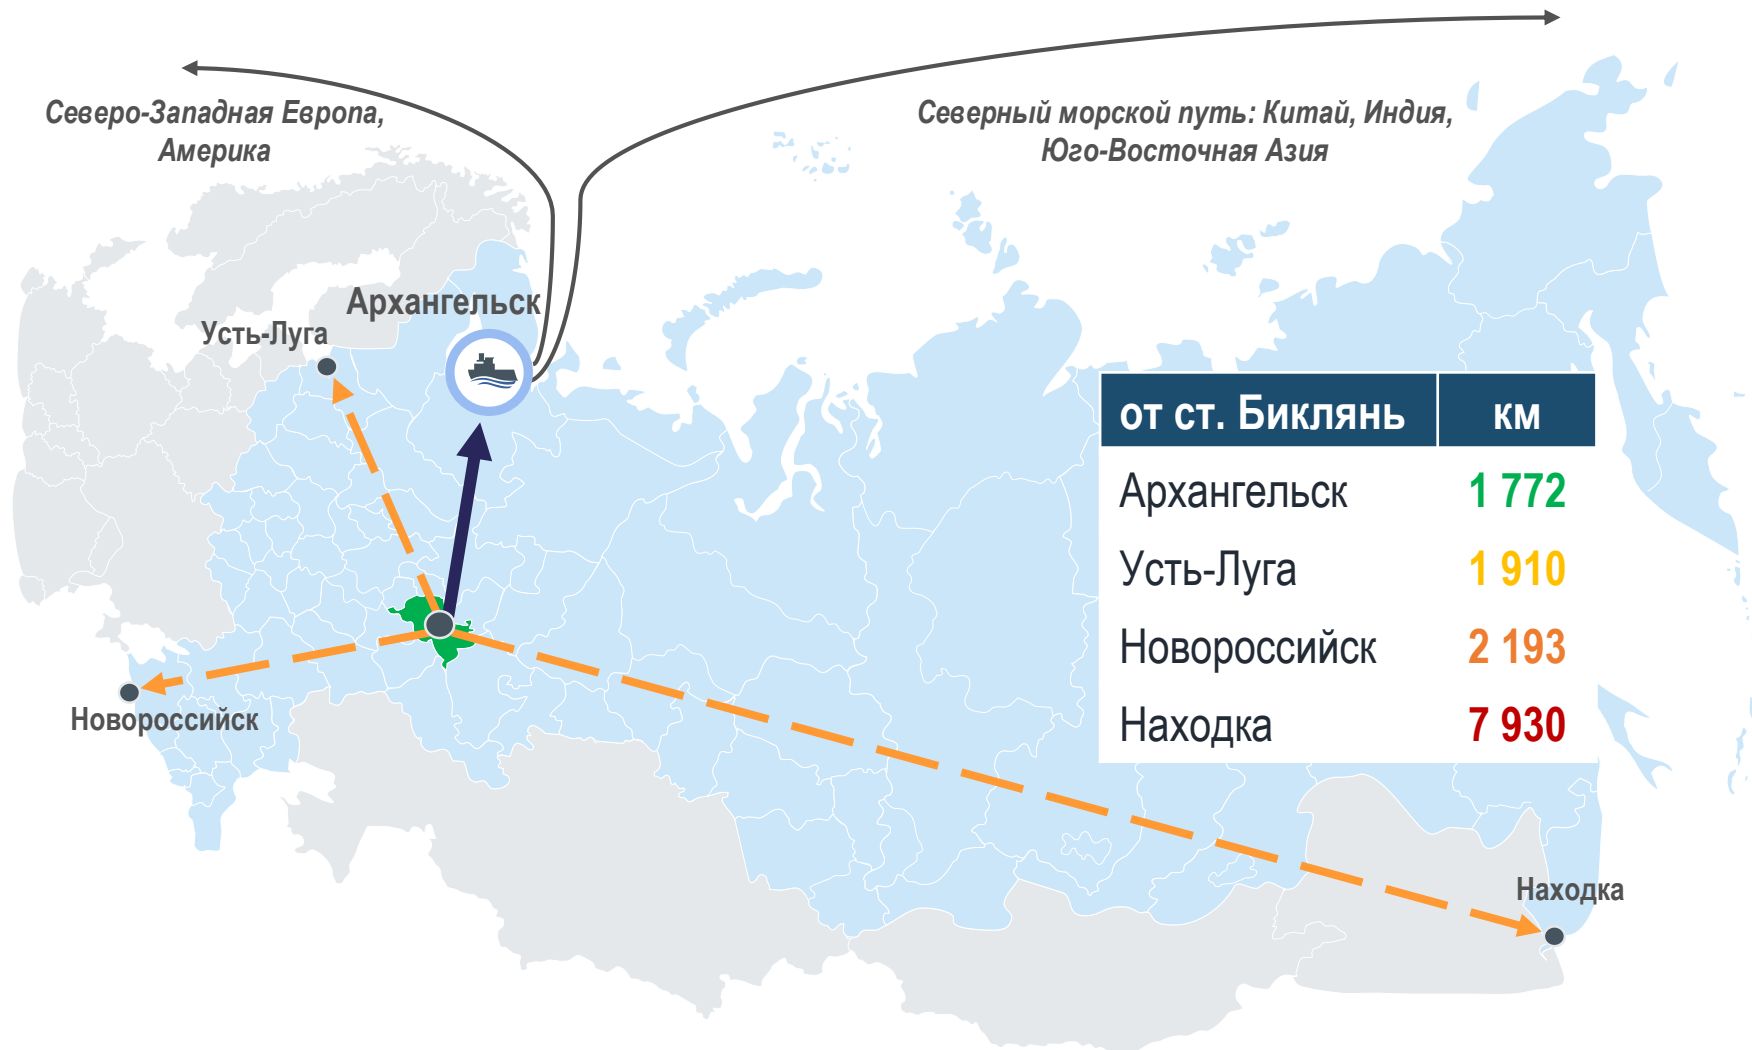 Северо-Западная Европа,
Америка
Северный морской путь: Китай, Индия,
Юго-Восточная Азия
Архангельск
Усть-Луга
от ст. Биклянь км
Архангельск 1 772
Усть-Луга 1 910
Новороссийск 2 193
Находка 7 930
Новороссийск
Находка